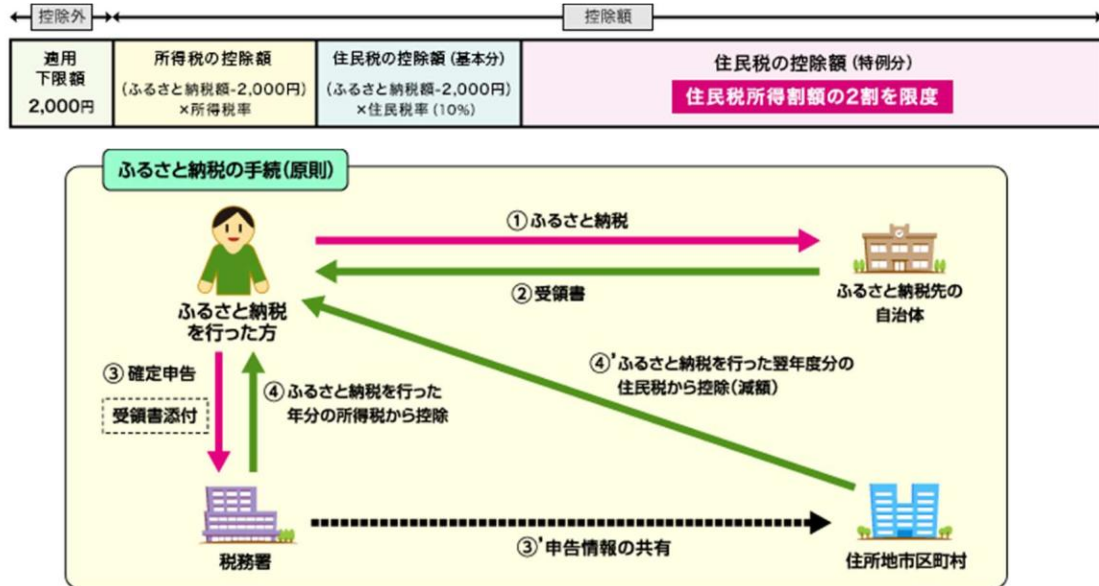 控除外
控除額
適用
下限額
2,000円
所得税の控除額
(ふるさと納税額-2,000円)
×所得税率
住民税の控除額(基本分)
(ふるさと納税額-2,000円)
×住民税率(10%)
住民税の控除額(特例分)
住民税所得割額の2割を限度
ふるさと納税の手続(原則)
①ふるさと納税
②受領書
ふるさと納税
を行った方
ふるさと納税先の
自治体
③確定申告
受領書添付
④ふるさと納税を行った
年分の所得税から控除
④'ふるさと納税を行った翌年度分の
住民税から控除(減額)
税務署
③'申告情報の共有
住所地市区町村